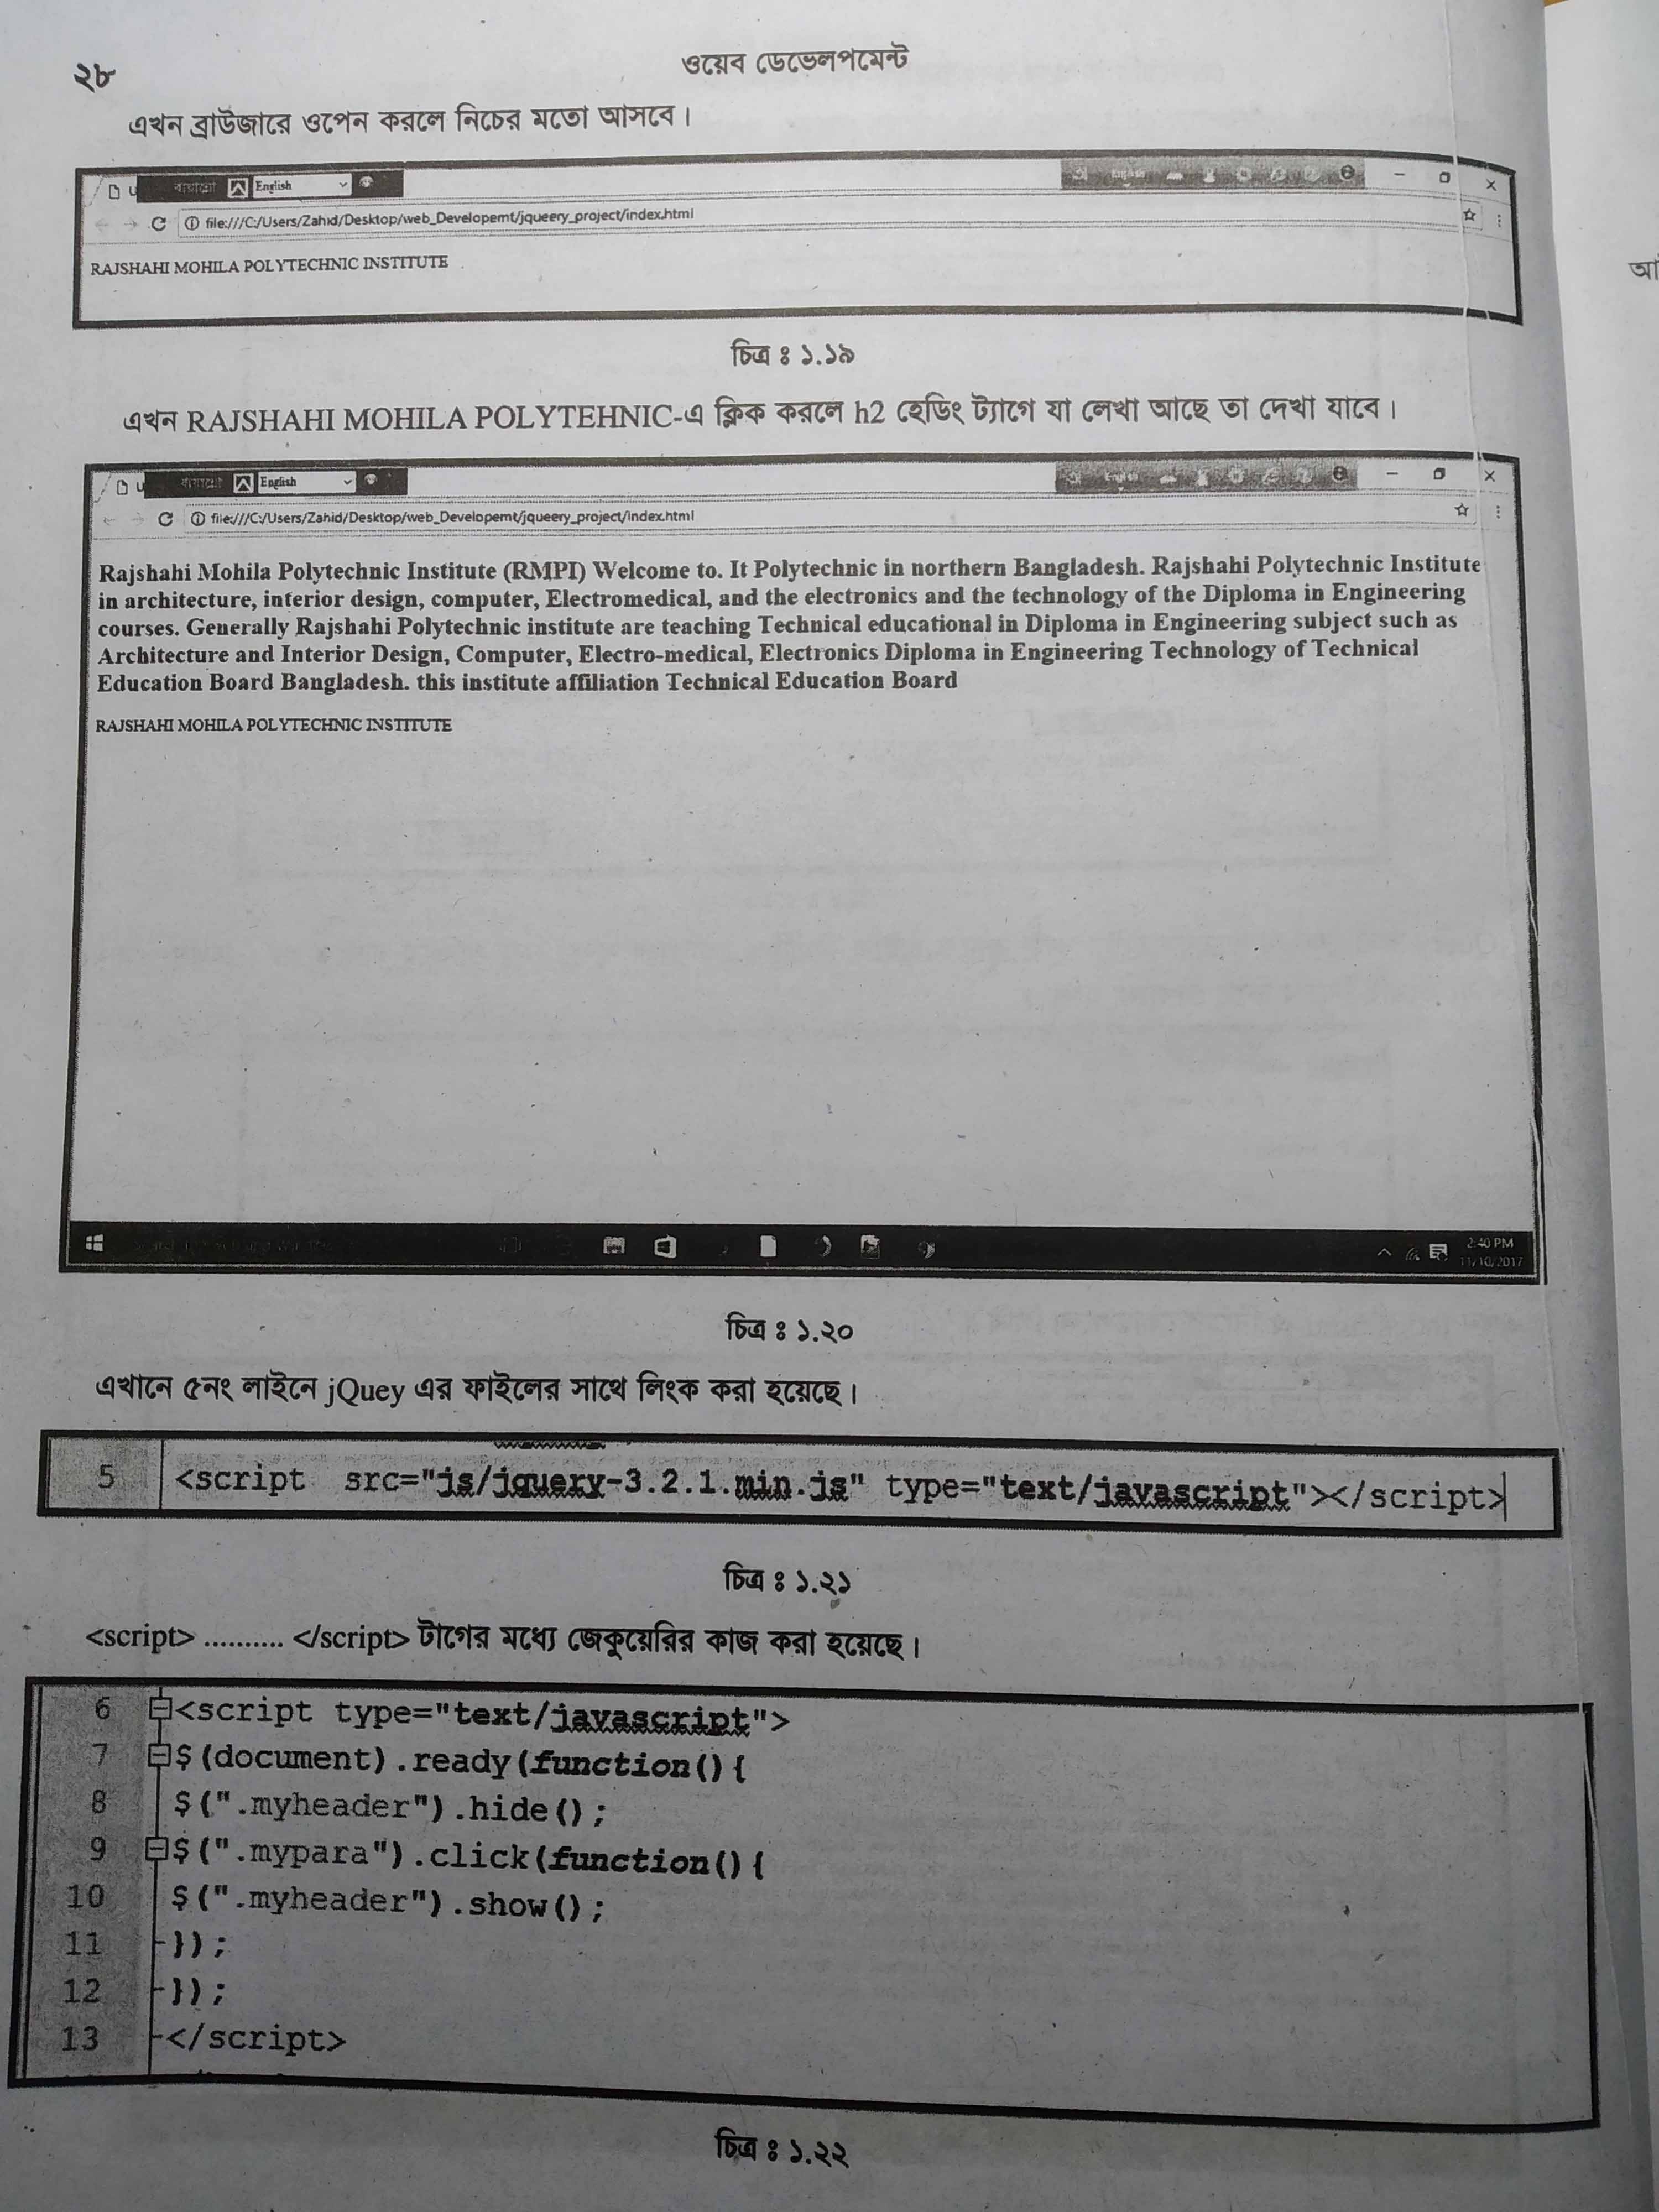 ২৮
ওয়েব ডেভেলপমেন্ট
এখন ব্রাউজারে ওপেন করলে নিচের মতো আসবে।
English
file:///C:/Users/Zahid/Desktop/web_Developemt/jqueery_project/index.html
RAJSHAHI MOHILA POLYTECHNIC INSTITUTE
চিত্র ঃ ১.১৯
এখন RAJSHAHI MOHILA POLYTEHNIC-এ ক্লিক করলে h2 হেডিং ট্যাগে যা লেখা আছে তা দেখা যাবে।
English
file:///C:/Users/Zahid/Desktop/web_Developemt/jqueery_project/index.html
Rajshahi Mohila Polytechnic Institute (RMPI) Welcome to. It Polytechnic in northern Bangladesh. Rajshahi Polytechnic Institute
in architecture, interior design, computer, Electromedical, and the electronics and the technology of the Diploma in Engineering
courses. Generally Rajshahi Polytechnic institute are teaching Technical educational in Diploma in Engineering subject such as
Architecture and Interior Design, Computer, Electro-medical, Electronics Diploma in Engineering Technology of Technical
Education Board Bangladesh. this institute affiliation Technical Education Board
RAJSHAHI MOHILA POLYTECHNIC INSTITUTE
2:40 PM
11/10/2017
চিত্র ঃ ১.২০
এখানে ৫নং লাইনে jQuey এর ফাইলের সাথে লিংক করা হয়েছে।
5 <script src="js/jquery-3.2.1.min.js" type="text/javascript"></script>
চিত্র ঃ ১.২১
<script> .......... </script> টাগের মধ্যে জেকুয়েরির কাজ করা হয়েছে।
6 <script type="text/javascript">
7 $(document).ready(function(){
8 $(".myheader").hide();
9 $(".mypara").click(function(){
10 $(".myheader").show();
11 });
12 });
13 </script>
চিত্র ঃ ১.২২